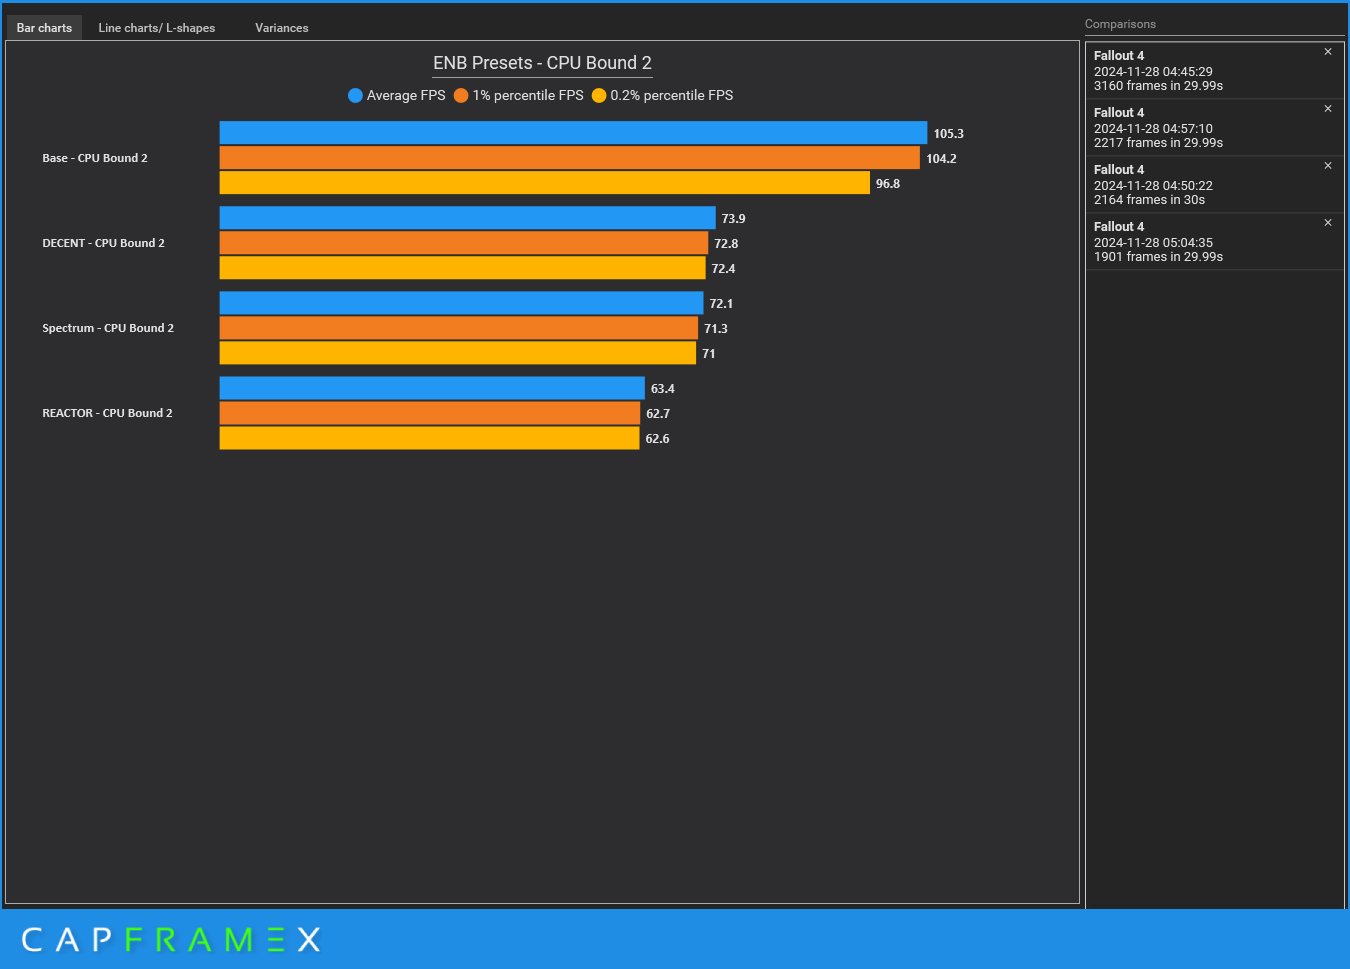 Bar charts Line charts/ L-shapes Variances
Comparisons
ENB Presets - CPU Bound 2
Average FPS 1% percentile FPS 0.2% percentile FPS
Base - CPU Bound 2
105.3
104.2
96.8
DECENT - CPU Bound 2
73.9
72.8
72.4
Spectrum - CPU Bound 2
72.1
71.3
71
REACTOR - CPU Bound 2
63.4
62.7
62.6
Fallout 4
2024-11-28 04:45:29
3160 frames in 29.99s
Fallout 4
2024-11-28 04:57:10
2217 frames in 29.99s
Fallout 4
2024-11-28 04:50:22
2164 frames in 30s
Fallout 4
2024-11-28 05:04:35
1901 frames in 29.99s
CAPFRAMEX